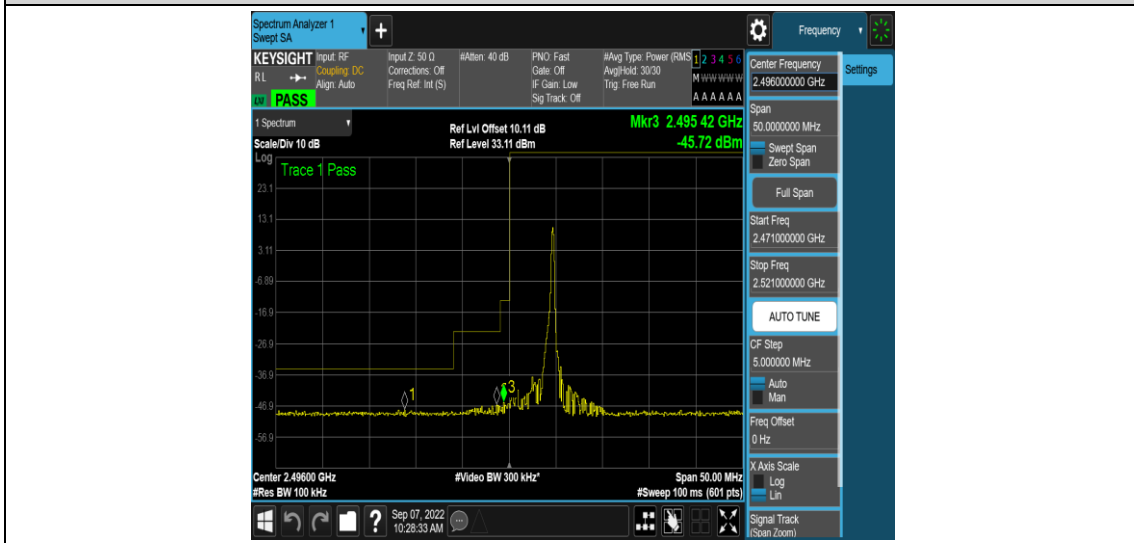 Spectrum Analyzer 1
Swept SA
+
Frequency
KEYSIGHT
RL
PASS
Input: RF
Coupling: DC
Align: Auto
Input Z: 50 Ω
Corrections: Off
Freq Ref: Int (S)
#Atten: 40 dB
PNO: Fast
Gate: Off
IF Gain: Low
Sig Track: Off
#Avg Type: Power (RMS
Avg|Hold: 30/30
Trig: Free Run
1 2 3 4 5 6
M W W W W W
A A A A A A
Center Frequency
2.496000000 GHz
Settings
1 Spectrum
Ref Lvl Offset 10.11 dB
Mkr3 2.495 42 GHz
Scale/Div 10 dB
Ref Level 33.11 dBm
-45.72 dBm
Log
Trace 1 Pass
23.1
13.1
3.11
-6.89
-16.9
-26.9
-36.9
-46.9
-56.9
1
3
Span
50.0000000 MHz
Swept Span
Zero Span
Full Span
Start Freq
2.471000000 GHz
Stop Freq
2.521000000 GHz
AUTO TUNE
CF Step
5.000000 MHz
Auto
Man
Freq Offset
0 Hz
X Axis Scale
Log
Lin
Signal Track
(Span Zoom)
Center 2.49600 GHz
#Video BW 300 kHz*
Span 50.00 MHz
#Res BW 100 kHz
#Sweep 100 ms (601 pts)
?
Sep 07, 2022
10:28:33 AM